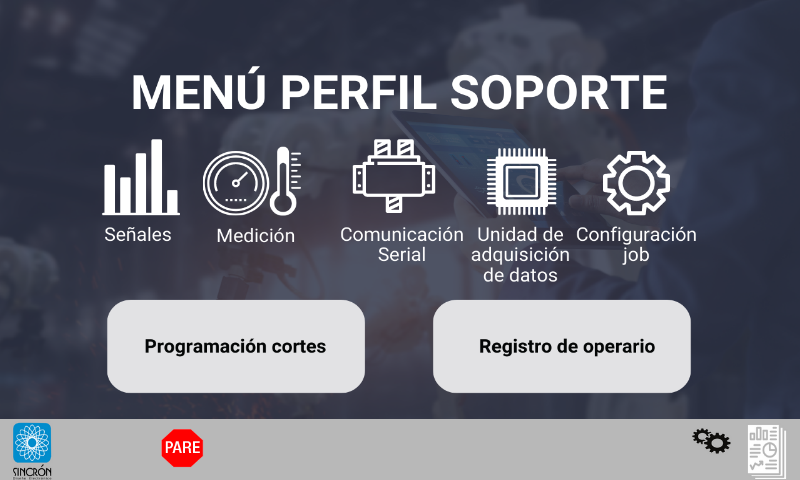 MENÚ PERFIL SOPORTE
Señales
Medición
Comunicación
Serial
Unidad de
adquisición
de datos
Configuración
job
Programación cortes
Registro de operario
SINCRÓN
PARE